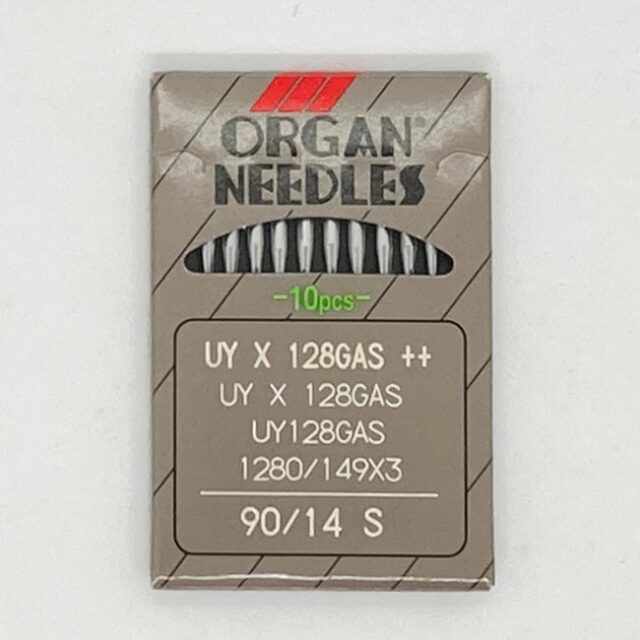 ORGAN®
NEEDLES
-10pcs-
UY X 128GAS ++
UY X 128GAS
UY128GAS
1280/149X3
90/14 S